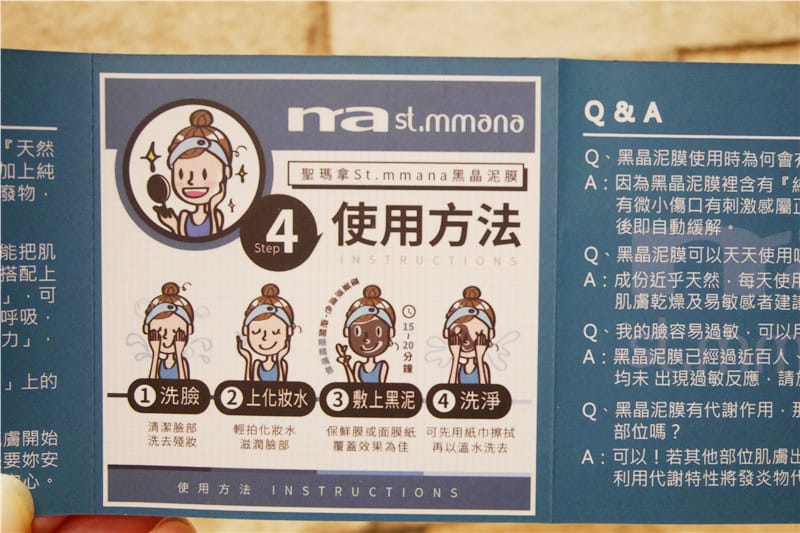 『天然
加上純
廢物，
能把肌
搭配上
」，可
呼吸，
力」，
」上的
膚開始
要妳安
心。
na st.mmana
聖瑪拿St.mmana黑晶泥膜
4
Step
使用方法
INSTRUCTIONS
15~20分鐘
1 洗臉
清潔臉部
洗去殘妝
2 上化妝水
輕拍化妝水
滋潤臉部
3 敷上黑泥
保鮮膜或面膜紙
覆蓋效果為佳
4 洗淨
可先用紙巾擦拭
再以溫水洗去
使用方法 INSTRUCTIONS
Q & A
Q、黑晶泥膜使用時為何會有
A：因為黑晶泥膜裡含有『
有微小傷口有刺激感屬正
後即自動緩解。
Q、黑晶泥膜可以天天使用
A：成份近乎天然，每天使用
肌膚乾燥及易敏感者建議
Q、我的臉容易過敏，可以用
A：黑晶泥膜已經過近百人
均未 出現過敏反應，請放
Q、黑晶泥膜有代謝作用，那
部位嗎？
A：可以！若其他部位肌膚出
利用代謝特性將發炎物代